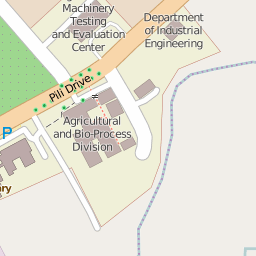 Machinery
Testing
and Evaluation
Center
Department
of Industrial
Engineering
Pili Drive
P
Agricultural
and Bio-Process
Division